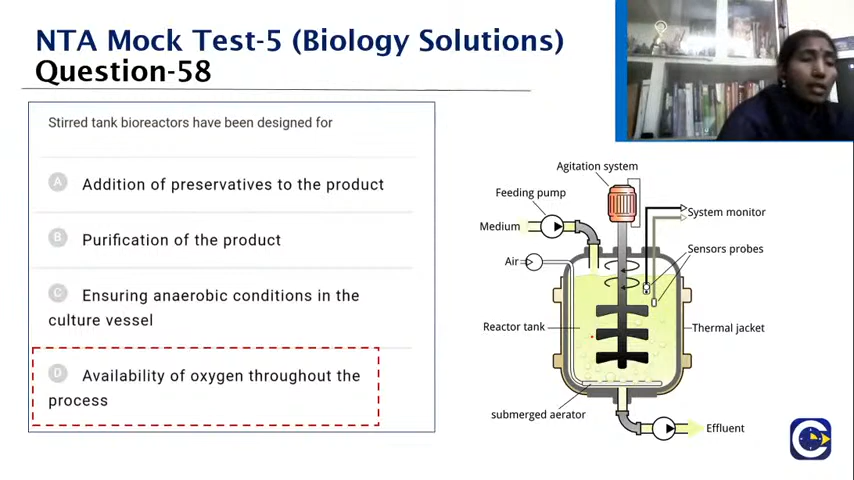 NTA Mock Test-5 (Biology Solutions)
Question-58
Stirred tank bioreactors have been designed for
A Addition of preservatives to the product
B Purification of the product
C Ensuring anaerobic conditions in the
culture vessel
D Availability of oxygen throughout the
process
Agitation system
Feeding pump
Medium
System monitor
Air
Sensors probes
Reactor tank
Thermal jacket
submerged aerator
Effluent